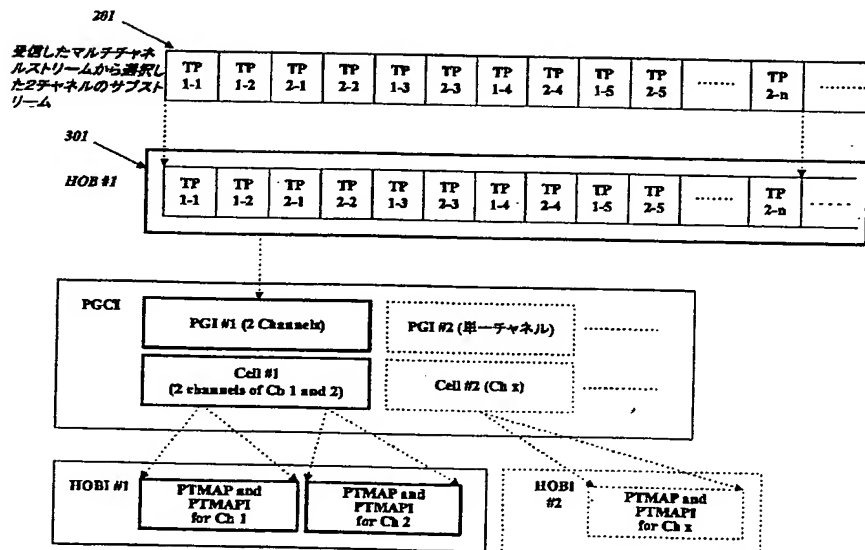 201
受信したマルチチャネ
ルストリームから選択し
た2チャネルのサブスト
リーム
TP 1-1 TP 1-2 TP 2-1 TP 2-2 TP 1-3 TP 2-3 TP 1-4 TP 2-4 TP 1-5 TP 2-5 ······· TP 2-n ·······
301
HOB #1
TP 1-1 TP 1-2 TP 2-1 TP 2-2 TP 1-3 TP 2-3 TP 1-4 TP 2-4 TP 1-5 TP 2-5 ······· TP 2-n ·······
PGCI
PGI #1 (2 Channels)
PGI #2 (単一チャネル)
Cell #1
(2 channels of Ch 1 and 2)
Cell #2 (Ch x)
HOBI #1
PTMAP and
PTMAPI
for Ch 1
PTMAP and
PTMAPI
for Ch 2
HOBI
#2
PTMAP and
PTMAPI
for Ch x